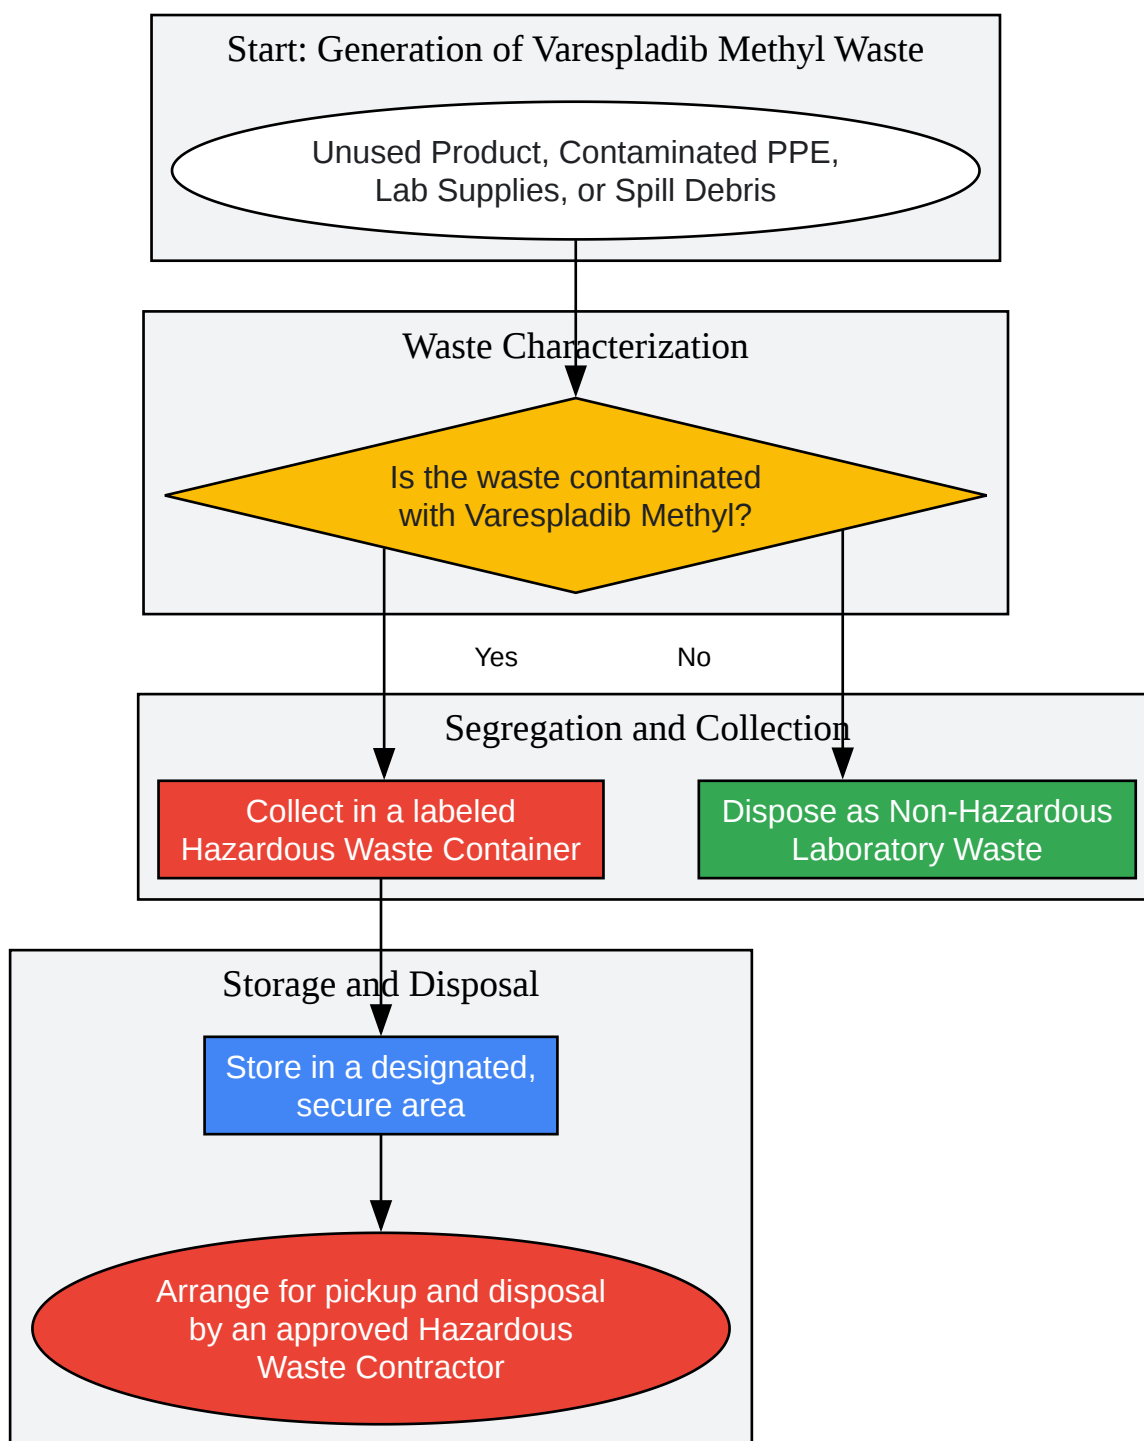 Start: Generation of Varespladib Methyl Waste
Unused Product, Contaminated PPE,
Lab Supplies, or Spill Debris
Waste Characterization
Is the waste contaminated
with Varespladib Methyl?
Yes
No
Segregation and Collection
Collect in a labeled
Hazardous Waste Container
Dispose as Non-Hazardous
Laboratory Waste
Storage and Disposal
Store in a designated,
secure area
Arrange for pickup and disposal
by an approved Hazardous
Waste Contractor